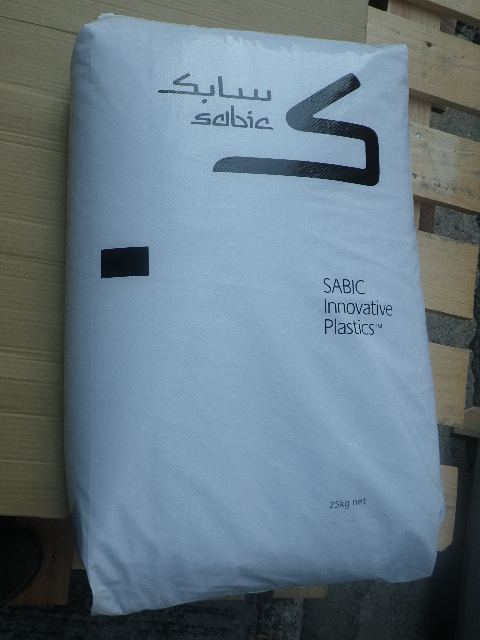 سابك
sabic
SABIC
Innovative
Plastics™
25kg net